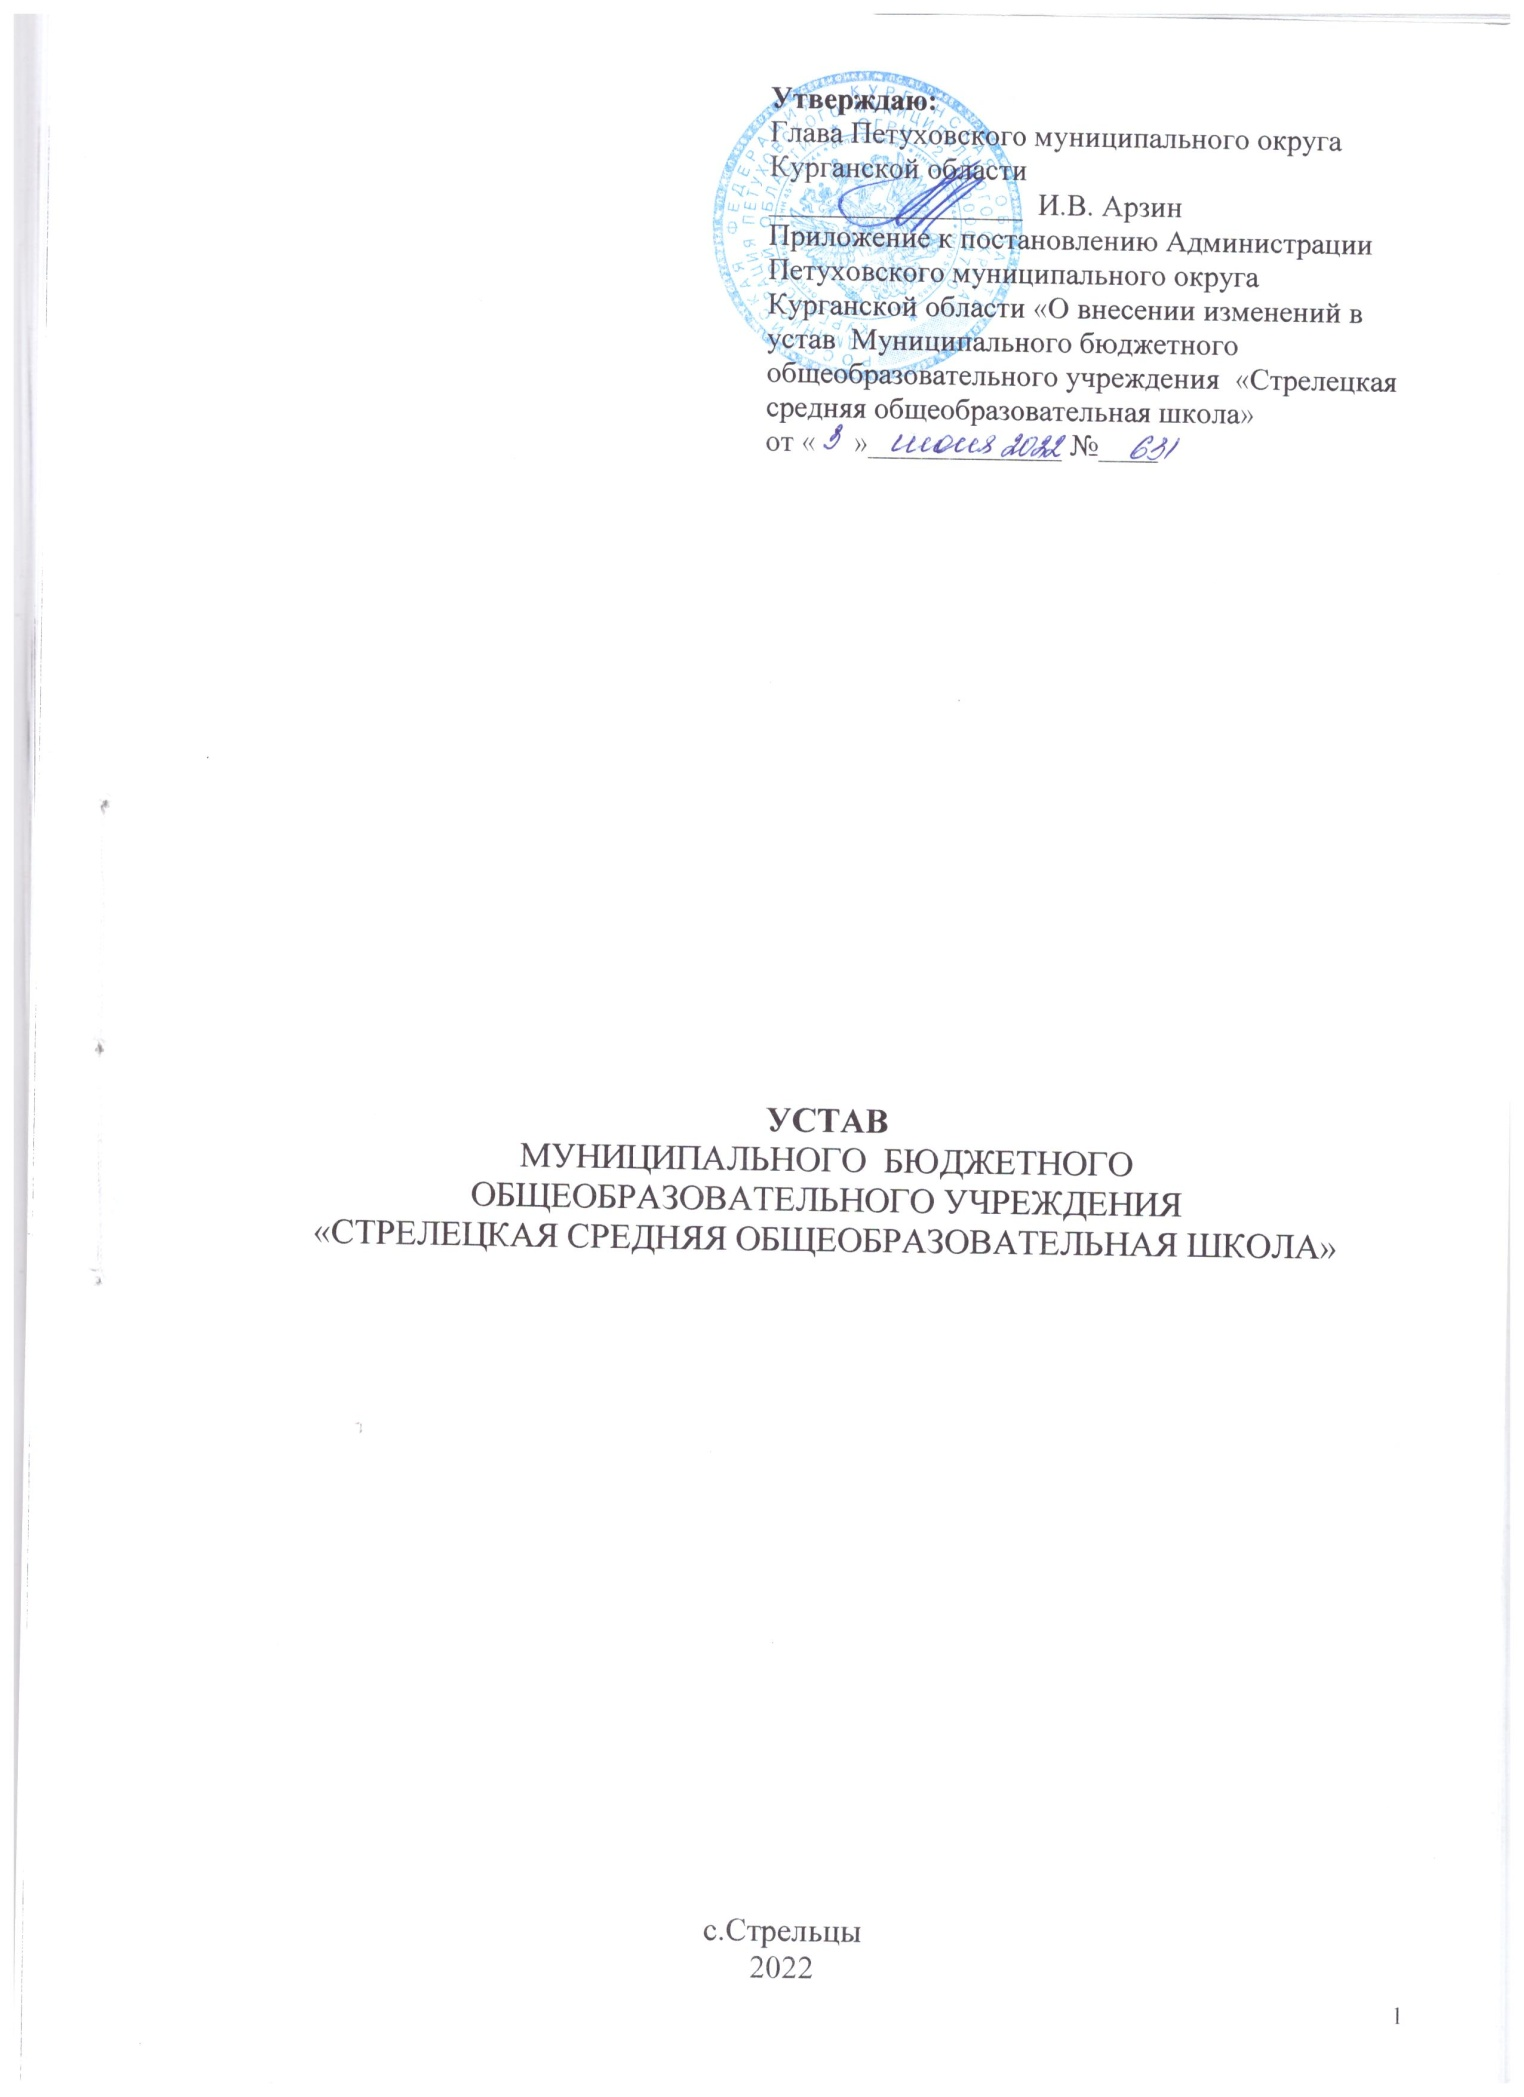 Утверждаю:
Глава Петуховского муниципального округа
Курганской области
________________ И.В. Арзин
Приложение к постановлению Администрации
Петуховского муниципального округа
Курганской области «О внесении изменений в
устав Муниципального бюджетного
общеобразовательного учреждения «Стрелецкая
средняя общеобразовательная школа»
от « 3 » июня 2022 № 631
УСТАВ
МУНИЦИПАЛЬНОГО БЮДЖЕТНОГО
ОБЩЕОБРАЗОВАТЕЛЬНОГО УЧРЕЖДЕНИЯ
«СТРЕЛЕЦКАЯ СРЕДНЯЯ ОБЩЕОБРАЗОВАТЕЛЬНАЯ ШКОЛА»
с.Стрельцы
2022
1